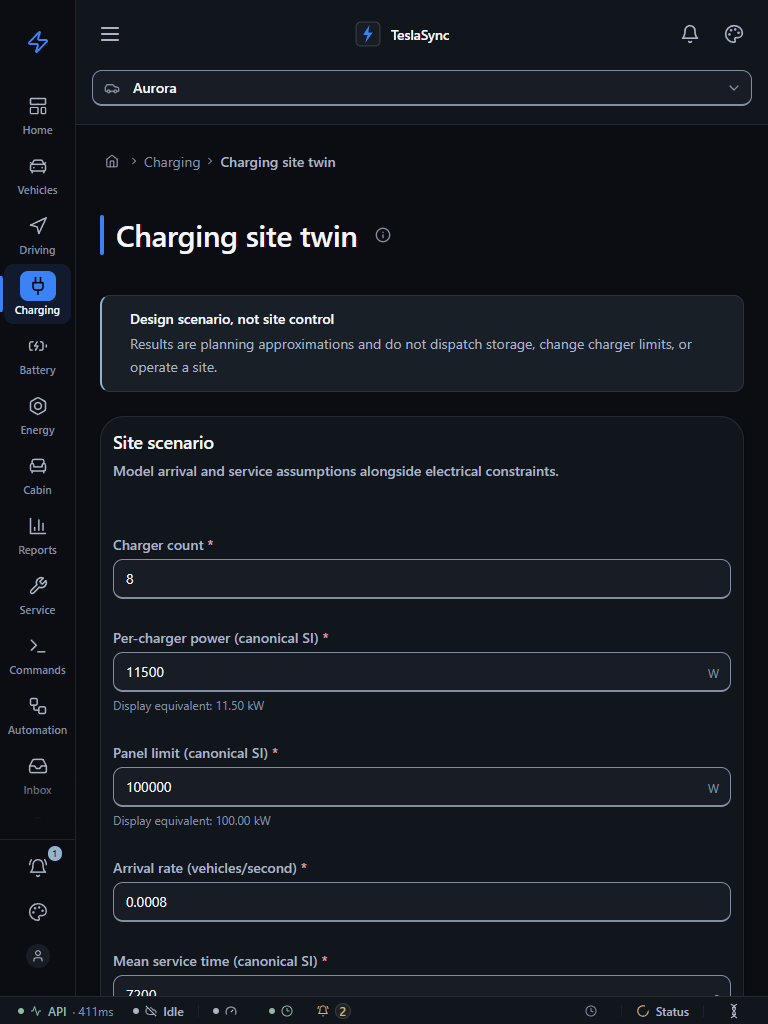 TeslaSync
Aurora
Home
Vehicles
Driving
Charging
Battery
Energy
Cabin
Reports
Service
Commands
Automation
Inbox
1
Charging
Charging site twin
Charging site twin
Design scenario, not site control
Results are planning approximations and do not dispatch storage, change charger limits, or
operate a site.
Site scenario
Model arrival and service assumptions alongside electrical constraints.
Charger count *
8
Per-charger power (canonical SI) *
11500 W
Display equivalent: 11.50 kW
Panel limit (canonical SI) *
100000 W
Display equivalent: 100.00 kW
Arrival rate (vehicles/second) *
0.0008
Mean service time (canonical SI) *
7200
API · 411ms Idle 2 Status